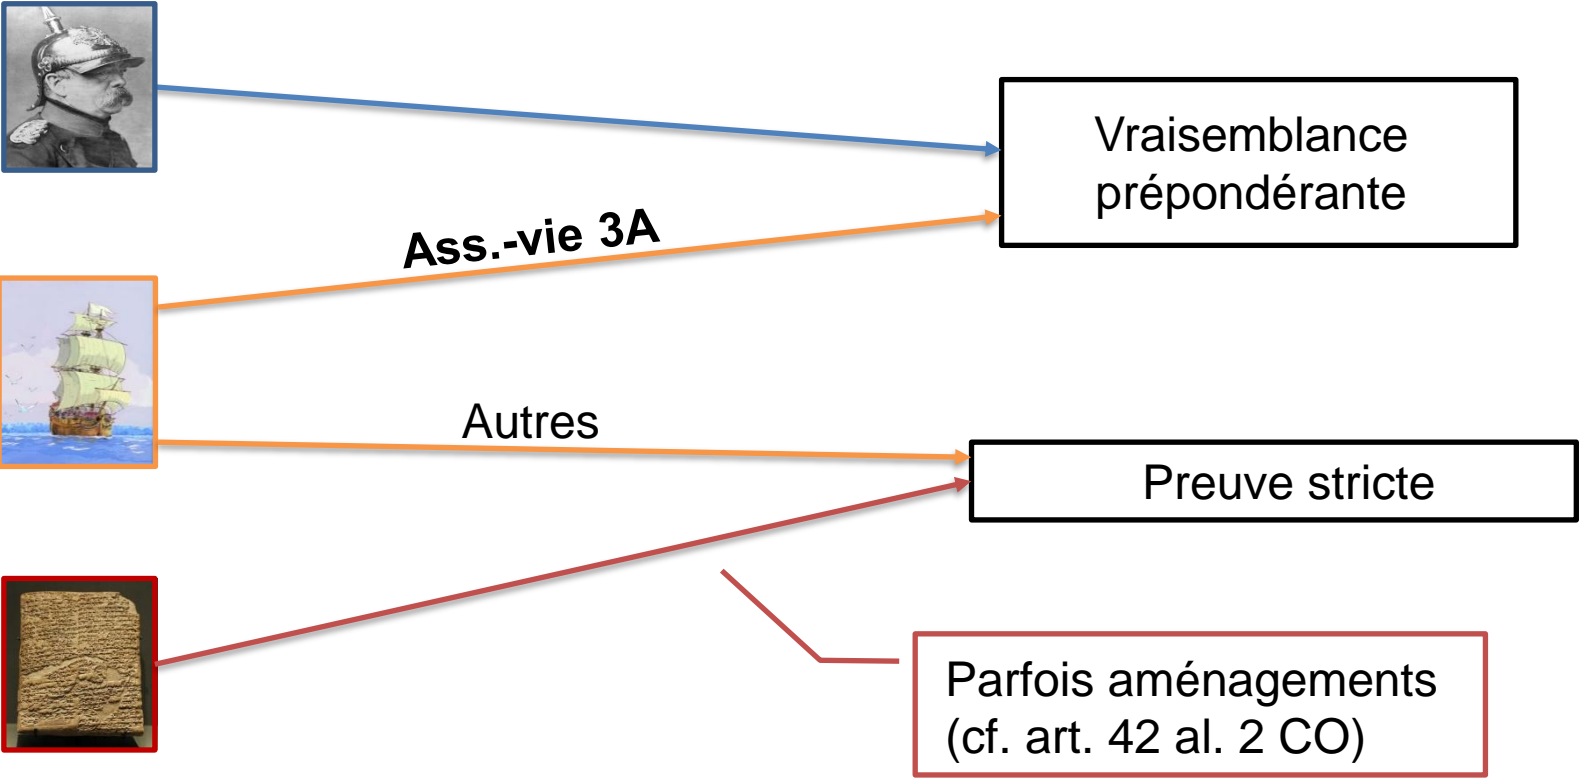 Vraisemblance
prépondérante
Ass.-vie 3A
Autres
Preuve stricte
Parfois aménagements
(cf. art. 42 al. 2 CO)